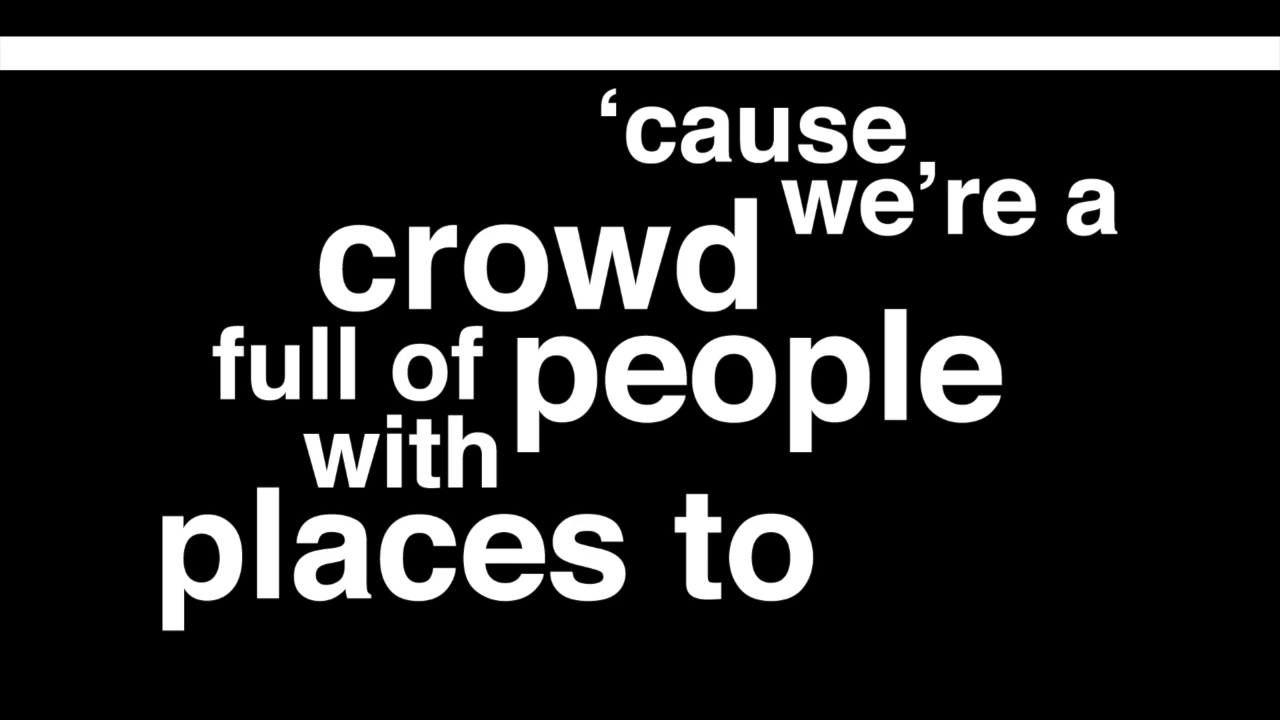 ‘cause
we’re a
crowd
full of people
with
places to